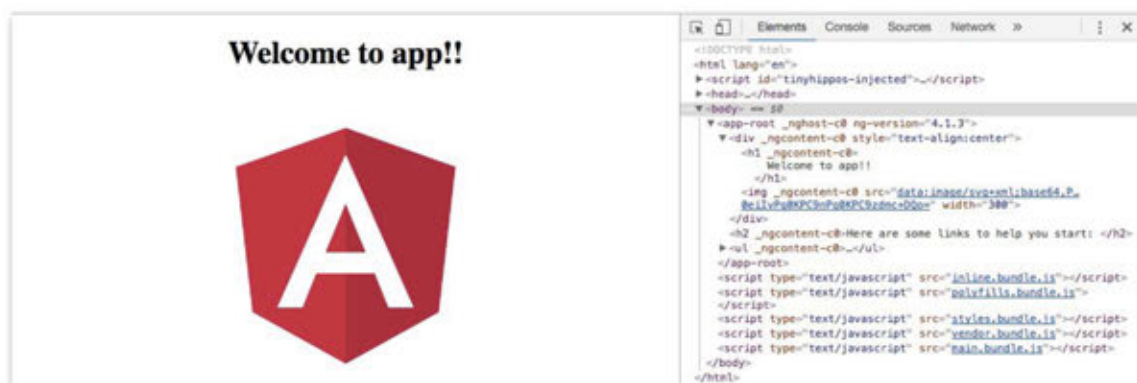 Welcome to app!!
A
Elements Console Sources Network »
<!DOCTYPE html>
<html lang="en">
▶<script id="tinyhippos-injected">…</script>
▶<head>…</head>
▼<body> == $0
▼<app-root _nghost-c0 ng-version="4.1.3">
▼<div _ngcontent-c0 style="text-align:center">
<h1 _ngcontent-c0>
Welcome to app!!
</h1>
<img _ngcontent-c0 src="data:image/svg+xml;base64,P…
" width="300">
</div>
<h2 _ngcontent-c0>Here are some links to help you start: </h2>
▶<ul _ngcontent-c0>…</ul>
</app-root>
<script type="text/javascript" src="inline.bundle.js"></script>
<script type="text/javascript" src="polyfills.bundle.js">
</script>
<script type="text/javascript" src="styles.bundle.js"></script>
<script type="text/javascript" src="vendor.bundle.js"></script>
<script type="text/javascript" src="main.bundle.js"></script>
</body>
</html>